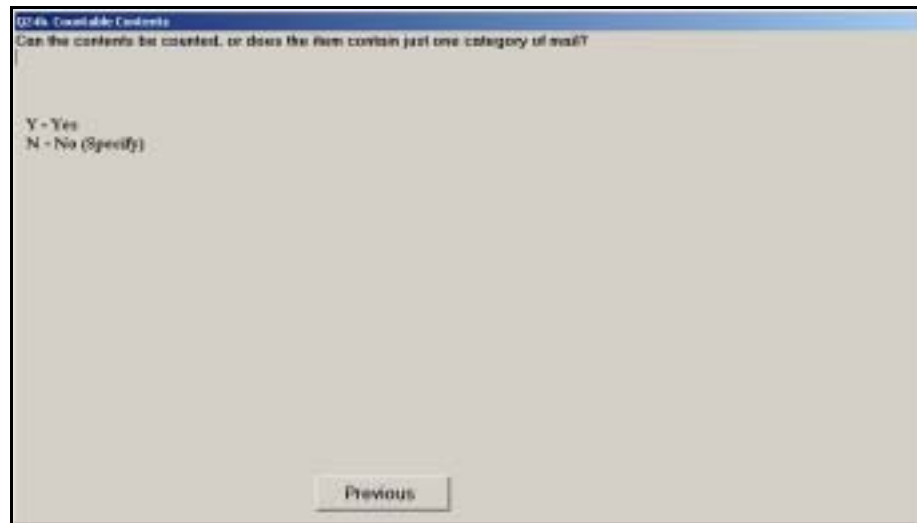 Q24b. Countable Contents
Can the contents be counted, or does the item contain just one category of mail?
Y - Yes
N - No (Specify)
Previous